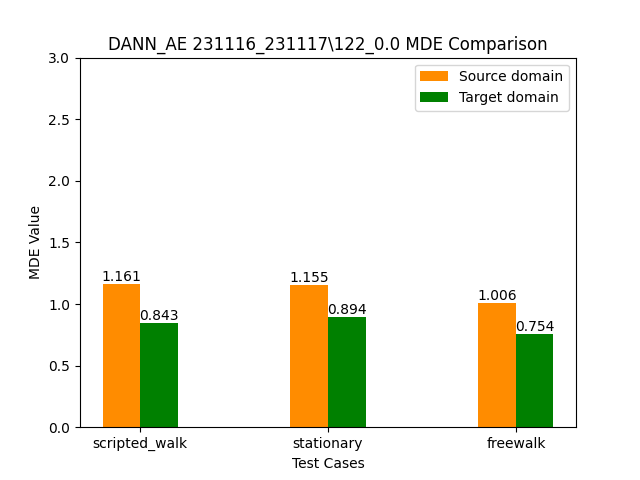 DANN_AE 231116_231117\122_0.0 MDE Comparison
3.0
2.5
2.0
1.5
1.0
0.5
0.0
MDE Value
Source domain
Target domain
1.161
0.843
1.155
0.894
1.006
0.754
scripted_walk
stationary
freewalk
Test Cases